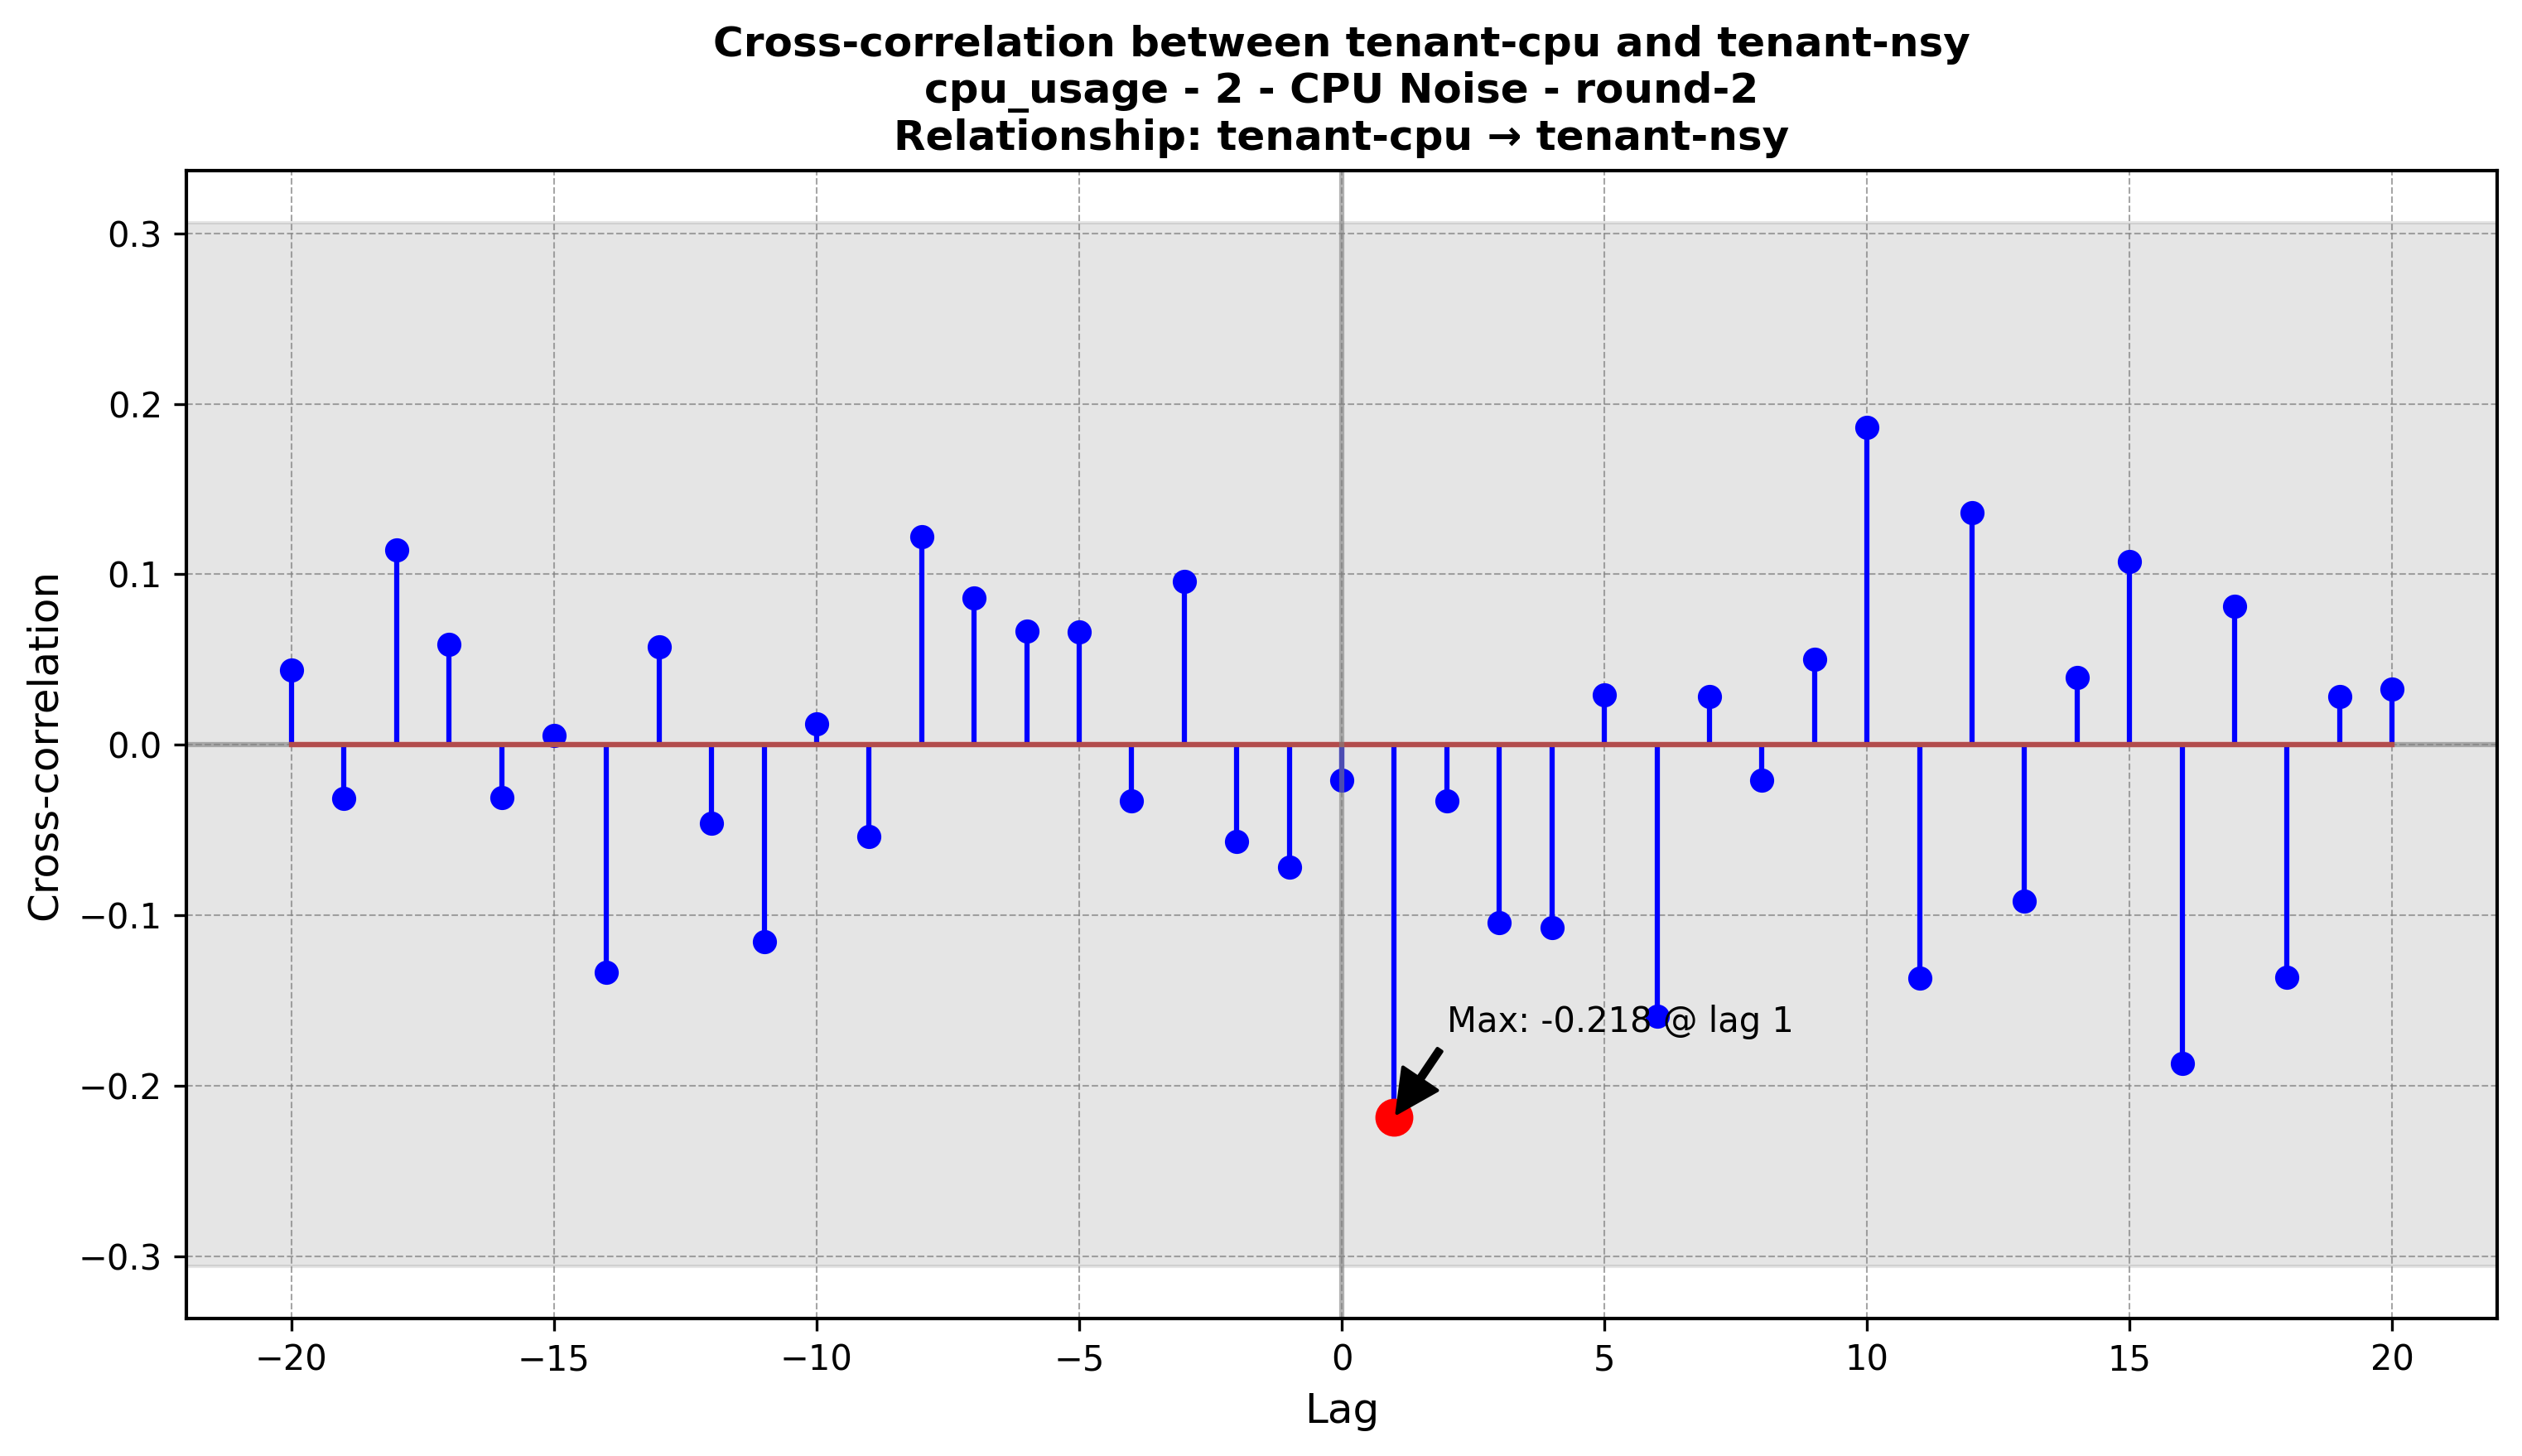 Cross-correlation between tenant-cpu and tenant-nsy
cpu_usage - 2 - CPU Noise - round-2
Relationship: tenant-cpu → tenant-nsy
Cross-correlation
0.3
0.2
0.1
0.0
−0.1
−0.2
−0.3
Max: -0.218 @ lag 1
−20 −15 −10 −5 0 5 10 15 20
Lag